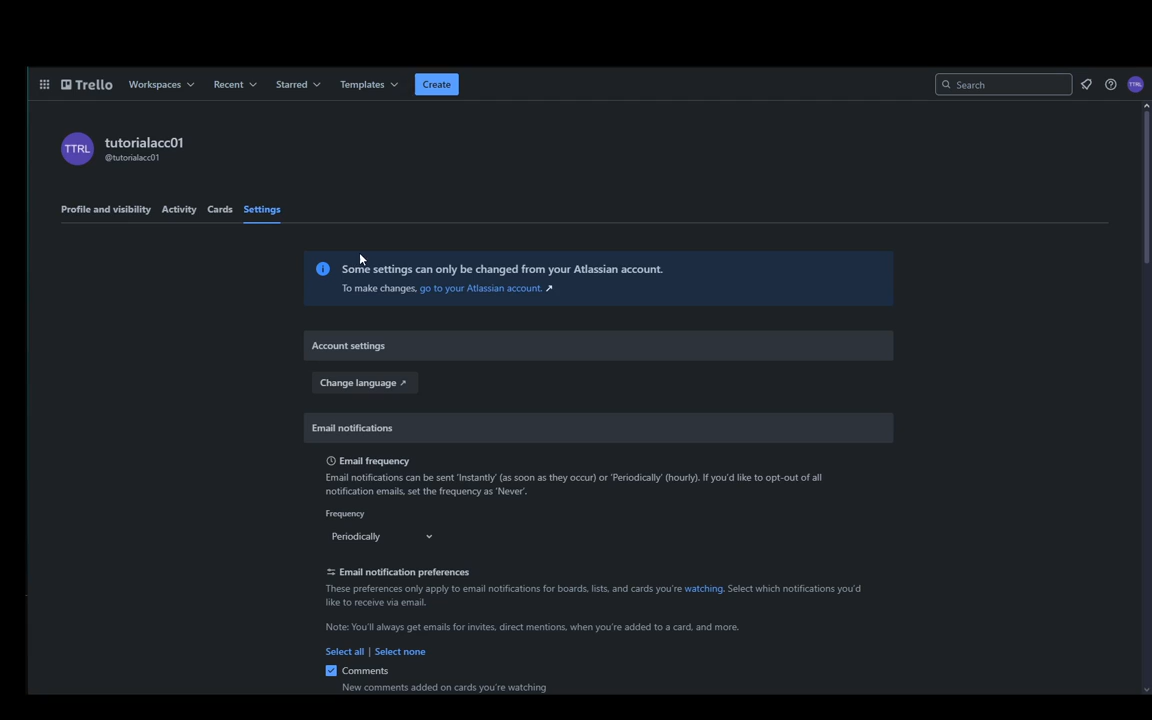 Trello Workspaces Recent Starred Templates Create Search TTRL
TTRL
tutorialacc01
@tutorialacc01
Profile and visibility Activity Cards Settings
Some settings can only be changed from your Atlassian account.
To make changes, go to your Atlassian account. ↗
Account settings
Change language ↗
Email notifications
Email frequency
Email notifications can be sent 'Instantly' (as soon as they occur) or 'Periodically' (hourly). If you'd like to opt-out of all
notification emails, set the frequency as 'Never'.
Frequency
Periodically
Email notification preferences
These preferences only apply to email notifications for boards, lists, and cards you're watching. Select which notifications you'd
like to receive via email.
Note: You'll always get emails for invites, direct mentions, when you're added to a card, and more.
Select all | Select none
Comments
New comments added on cards you're watching